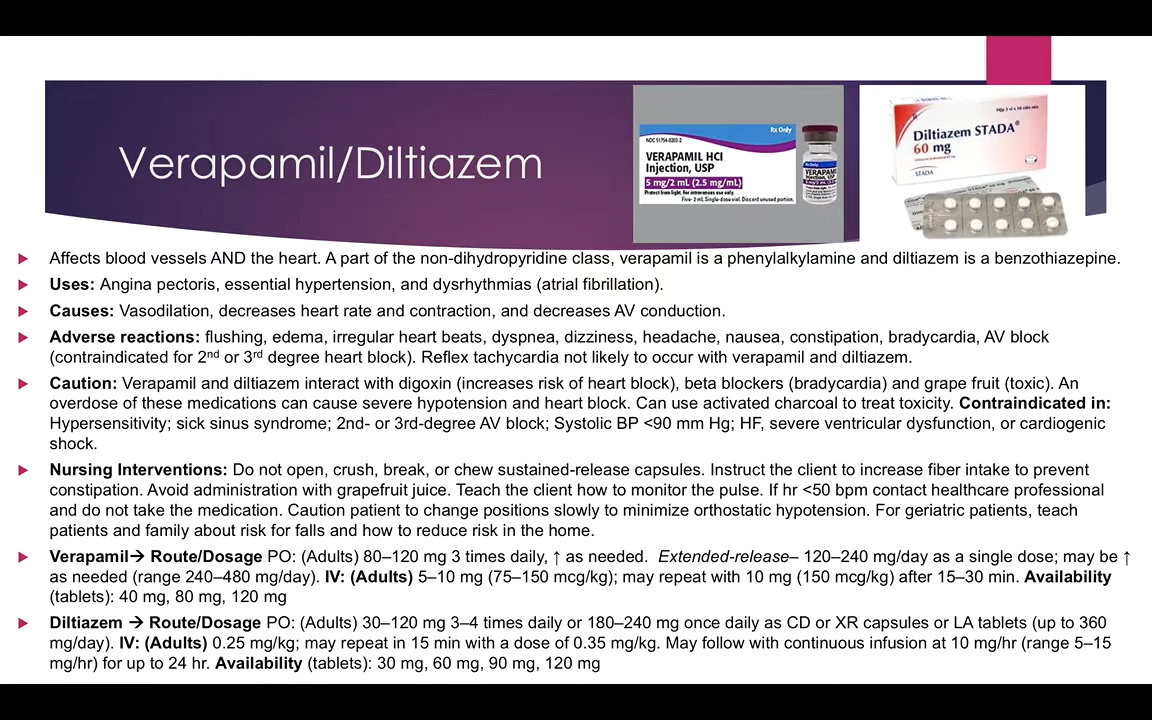 Verapamil/Diltiazem
Rx Only
VERAPAMIL HCl
Injection, USP
5 mg/2 mL (2.5 mg/mL)
Protect from light. For intravenous use only.
Five- 2 mL Single-dose vial. Discard unused portion.
Diltiazem STADA®
60 mg
STADA
▶ Affects blood vessels AND the heart. A part of the non-dihydropyridine class, verapamil is a phenylalkylamine and diltiazem is a benzothiazepine.
▶ Uses: Angina pectoris, essential hypertension, and dysrhythmias (atrial fibrillation).
▶ Causes: Vasodilation, decreases heart rate and contraction, and decreases AV conduction.
▶ Adverse reactions: flushing, edema, irregular heart beats, dyspnea, dizziness, headache, nausea, constipation, bradycardia, AV block
(contraindicated for 2nd or 3rd degree heart block). Reflex tachycardia not likely to occur with verapamil and diltiazem.
▶ Caution: Verapamil and diltiazem interact with digoxin (increases risk of heart block), beta blockers (bradycardia) and grape fruit (toxic). An
overdose of these medications can cause severe hypotension and heart block. Can use activated charcoal to treat toxicity. Contraindicated in:
Hypersensitivity; sick sinus syndrome; 2nd- or 3rd-degree AV block; Systolic BP <90 mm Hg; HF, severe ventricular dysfunction, or cardiogenic
shock.
▶ Nursing Interventions: Do not open, crush, break, or chew sustained-release capsules. Instruct the client to increase fiber intake to prevent
constipation. Avoid administration with grapefruit juice. Teach the client how to monitor the pulse. If hr <50 bpm contact healthcare professional
and do not take the medication. Caution patient to change positions slowly to minimize orthostatic hypotension. For geriatric patients, teach
patients and family about risk for falls and how to reduce risk in the home.
▶ Verapamil→ Route/Dosage PO: (Adults) 80–120 mg 3 times daily, ↑ as needed. Extended-release– 120–240 mg/day as a single dose; may be ↑
as needed (range 240–480 mg/day). IV: (Adults) 5–10 mg (75–150 mcg/kg); may repeat with 10 mg (150 mcg/kg) after 15–30 min. Availability
(tablets): 40 mg, 80 mg, 120 mg
▶ Diltiazem → Route/Dosage PO: (Adults) 30–120 mg 3–4 times daily or 180–240 mg once daily as CD or XR capsules or LA tablets (up to 360
mg/day). IV: (Adults) 0.25 mg/kg; may repeat in 15 min with a dose of 0.35 mg/kg. May follow with continuous infusion at 10 mg/hr (range 5–15
mg/hr) for up to 24 hr. Availability (tablets): 30 mg, 60 mg, 90 mg, 120 mg